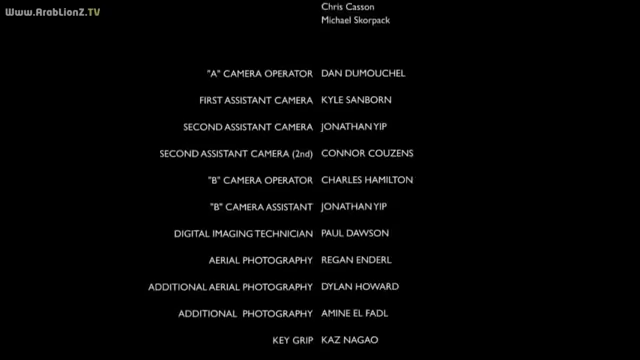 Www.ArabLionZ.TV
Chris Casson
Michael Skorpack
"A" CAMERA OPERATOR DAN DUMOUCHEL
FIRST ASSISTANT CAMERA KYLE SANBORN
SECOND ASSISTANT CAMERA JONATHAN YIP
SECOND ASSISTANT CAMERA (2nd) CONNOR COUZENS
"B" CAMERA OPERATOR CHARLES HAMILTON
"B" CAMERA ASSISTANT JONATHAN YIP
DIGITAL IMAGING TECHNICIAN PAUL DAWSON
AERIAL PHOTOGRAPHY REGAN ENDERL
ADDITIONAL AERIAL PHOTOGRAPHY DYLAN HOWARD
ADDITIONAL PHOTOGRAPHY AMINE EL FADL
KEY GRIP KAZ NAGAO